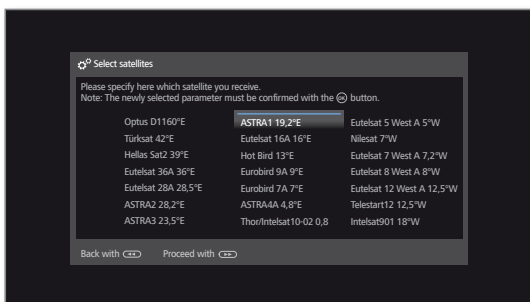 Select satellites
Please specify here which satellite you receive.
Note: The newly selected parameter must be confirmed with the OK button.
Optus D1160°E ASTRA1 19,2°E Eutelsat 5 West A 5°W
Türksat 42°E Eutelsat 16A 16°E Nilesat 7°W
Hellas Sat2 39°E Hot Bird 13°E Eutelsat 7 West A 7,2°W
Eutelsat 36A 36°E Eurobird 9A 9°E Eutelsat 8 West A 8°W
Eutelsat 28A 28,5°E Eurobird 7A 7°E Eutelsat 12 West A 12,5°W
ASTRA2 28,2°E ASTRA4A 4,8°E Telestart12 12,5°W
ASTRA3 23,5°E Thor/Intelsat10-02 0,8 Intelsat901 18°W
Back with Proceed with